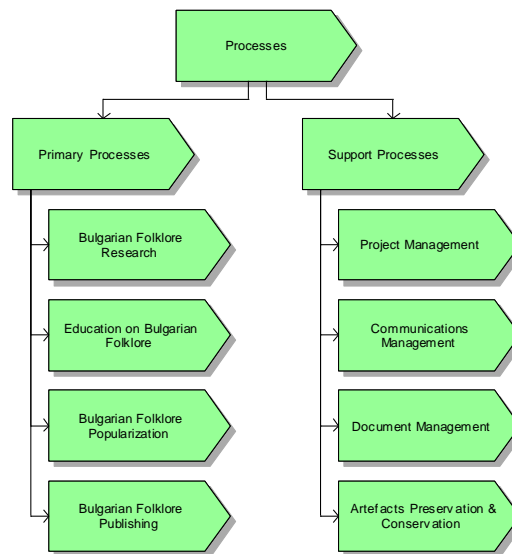 Processes
Primary Processes
Support Processes
Bulgarian Folklore
Research
Project Management
Education on Bulgarian
Folklore
Communications
Management
Bulgarian Folklore
Popularization
Document Management
Bulgarian Folklore
Publishing
Artefacts Preservation &
Conservation